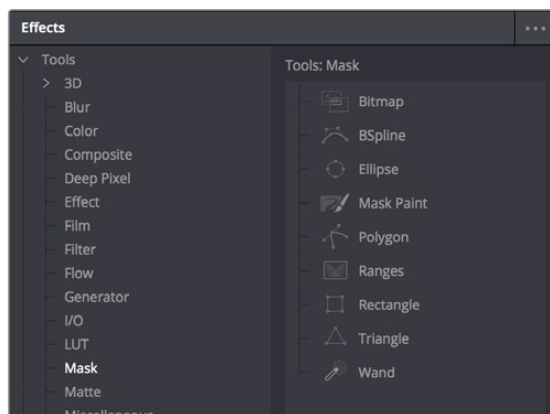 Effects
Tools
3D
Blur
Color
Composite
Deep Pixel
Effect
Film
Filter
Flow
Generator
I/O
LUT
Mask
Matte
Miscellaneous
Tools: Mask
Bitmap
BSpline
Ellipse
Mask Paint
Polygon
Ranges
Rectangle
Triangle
Wand